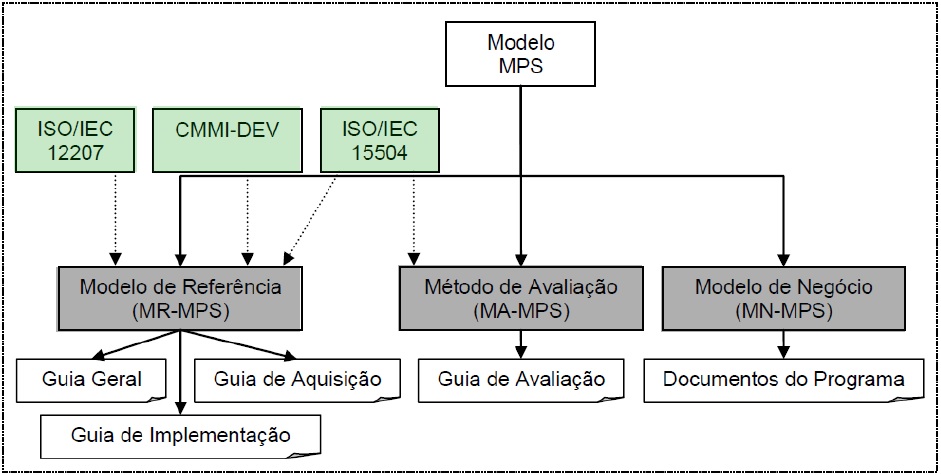 Modelo
MPS
ISO/IEC
12207
CMMI-DEV
ISO/IEC
15504
Modelo de Referência
(MR-MPS)
Método de Avaliação
(MA-MPS)
Modelo de Negócio
(MN-MPS)
Guia Geral
Guia de Aquisição
Guia de Avaliação
Documentos do Programa
Guia de Implementação